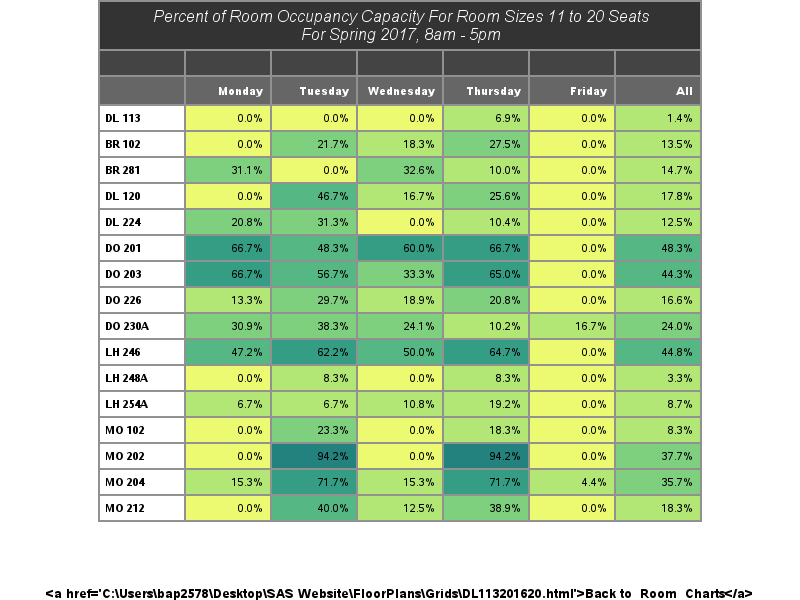 Percent of Room Occupancy Capacity For Room Sizes 11 to 20 Seats
For Spring 2017, 8am - 5pm
Monday Tuesday Wednesday Thursday Friday All
DL 113 0.0% 0.0% 0.0% 6.9% 0.0% 1.4%
BR 102 0.0% 21.7% 18.3% 27.5% 0.0% 13.5%
BR 281 31.1% 0.0% 32.6% 10.0% 0.0% 14.7%
DL 120 0.0% 46.7% 16.7% 25.6% 0.0% 17.8%
DL 224 20.8% 31.3% 0.0% 10.4% 0.0% 12.5%
DO 201 66.7% 48.3% 60.0% 66.7% 0.0% 48.3%
DO 203 66.7% 56.7% 33.3% 65.0% 0.0% 44.3%
DO 226 13.3% 29.7% 18.9% 20.8% 0.0% 16.6%
DO 230A 30.9% 38.3% 24.1% 10.2% 16.7% 24.0%
LH 246 47.2% 62.2% 50.0% 64.7% 0.0% 44.8%
LH 248A 0.0% 8.3% 0.0% 8.3% 0.0% 3.3%
LH 254A 6.7% 6.7% 10.8% 19.2% 0.0% 8.7%
MO 102 0.0% 23.3% 0.0% 18.3% 0.0% 8.3%
MO 202 0.0% 94.2% 0.0% 94.2% 0.0% 37.7%
MO 204 15.3% 71.7% 15.3% 71.7% 4.4% 35.7%
MO 212 0.0% 40.0% 12.5% 38.9% 0.0% 18.3%
<a href='C:\Users\bap2578\Desktop\SAS Website\FloorPlans\Grids\DL113201620.html'>Back to Room Charts</a>